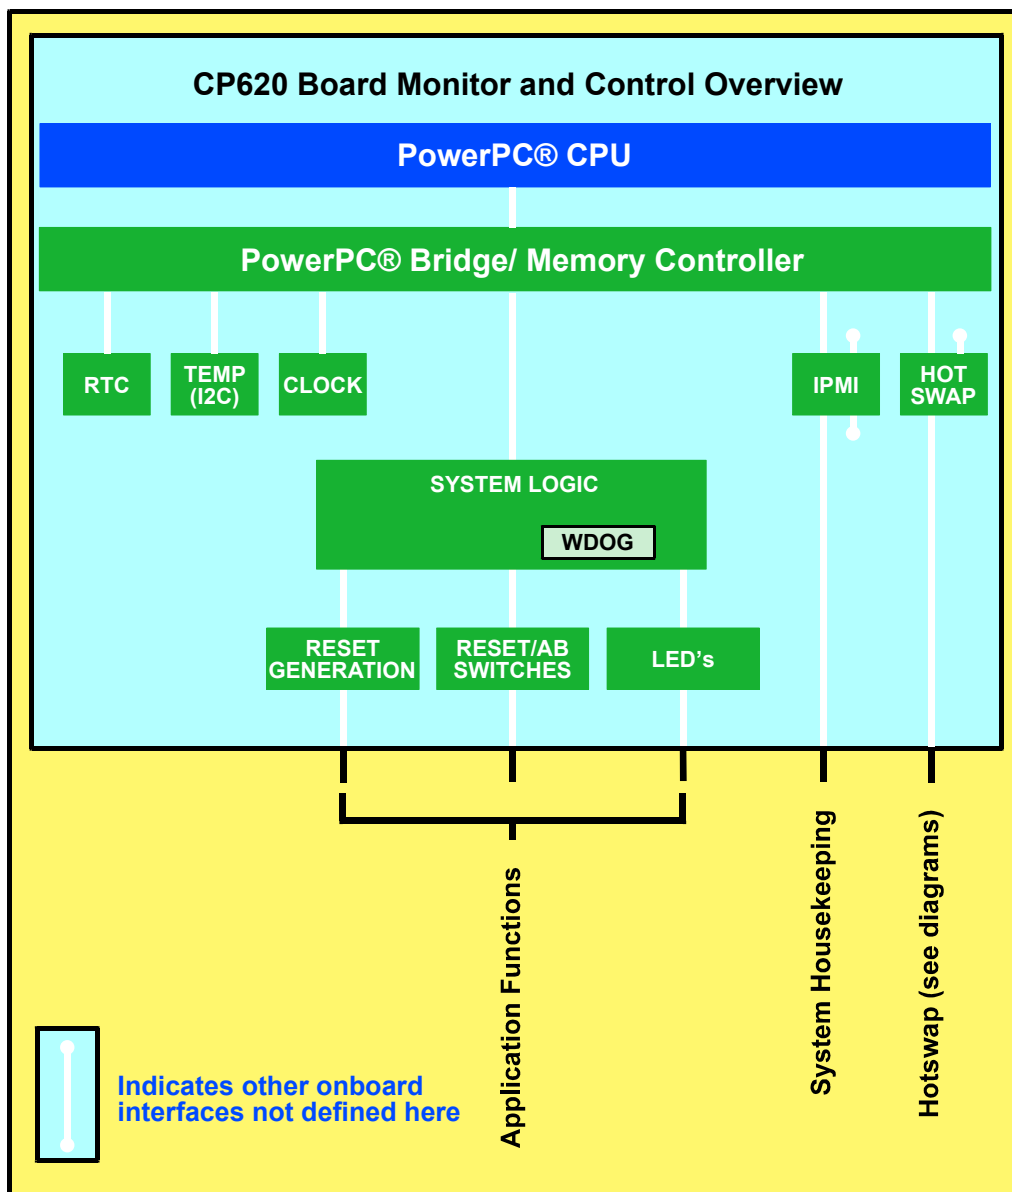 CP620 Board Monitor and Control Overview
PowerPC® CPU
PowerPC® Bridge/ Memory Controller
RTC
TEMP
(I2C)
CLOCK
IPMI
HOT
SWAP
SYSTEM LOGIC
WDOG
RESET
GENERATION
RESET/AB
SWITCHES
LED’s
Application Functions
System Housekeeping
Hotswap (see diagrams)
Indicates other onboard
interfaces not defined here